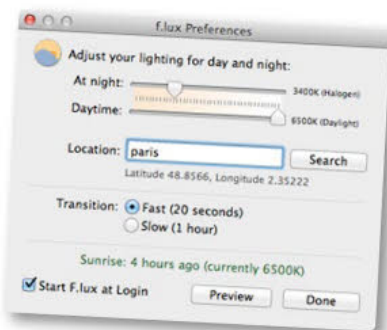 f.lux Preferences
Adjust your lighting for day and night:
At night: 3400K (Halogen)
Daytime: 6500K (Daylight)
Location: paris Search
Latitude 48.8566, Longitude 2.35222
Transition: Fast (20 seconds)
Slow (1 hour)
Sunrise: 4 hours ago (currently 6500K)
Start F.lux at Login Preview Done